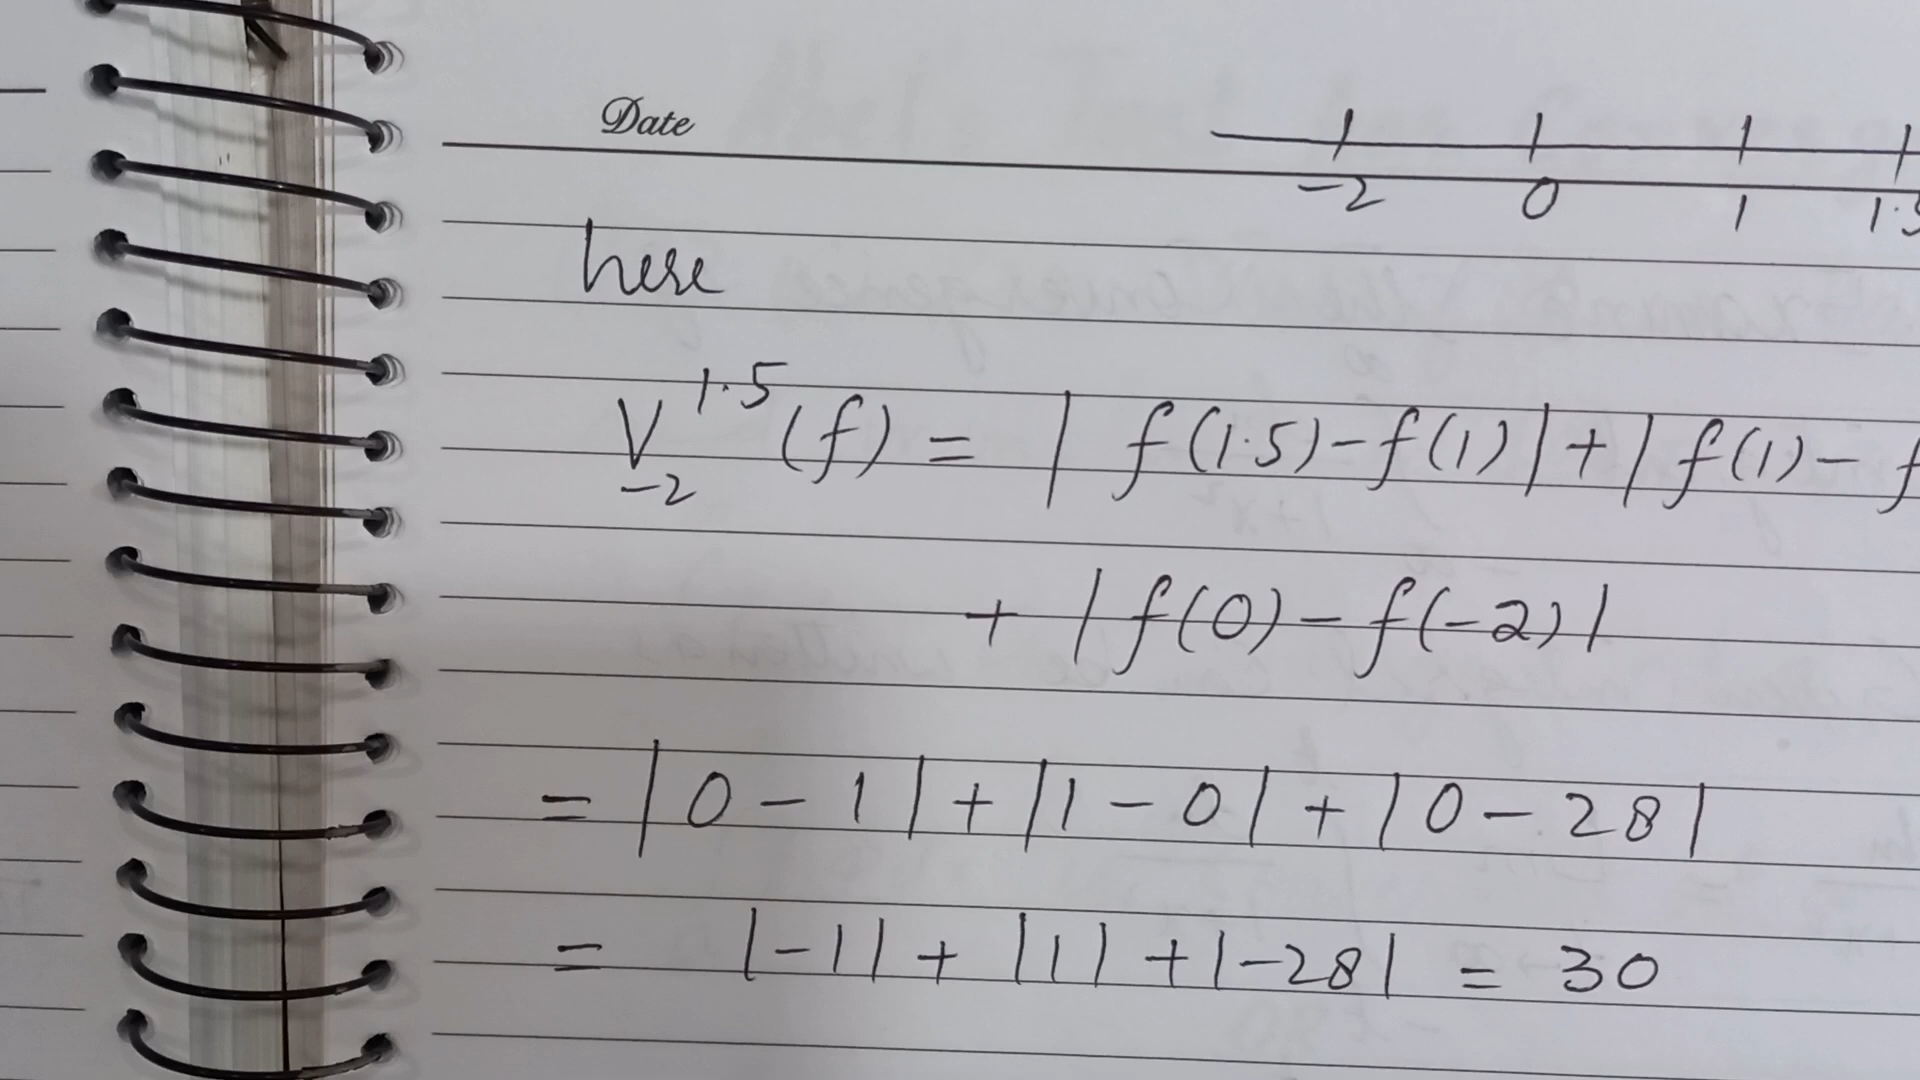 Date
-2 0 1 1.5
here
V_{-2}^{1.5} (f) = | f(1.5) - f(1) | + | f(1) - f
+ | f(0) - f(-2) |
= | 0 - 1 | + | 1 - 0 | + | 0 - 28 |
= |-1| + |1| + |-28| = 30